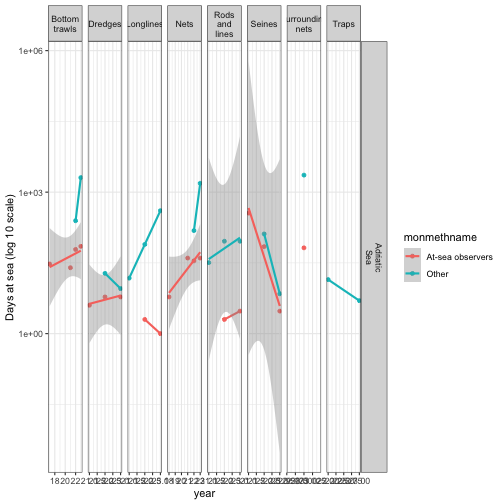 Bottom
trawls
Dredges
Longlines
Nets
Rods
and
lines
Seines
nets
Traps
1e+06
1e+03
1e+00
Days at sea (log 10 scale)
Adriatic
Sea
monmethname
At-sea observers
Other
year